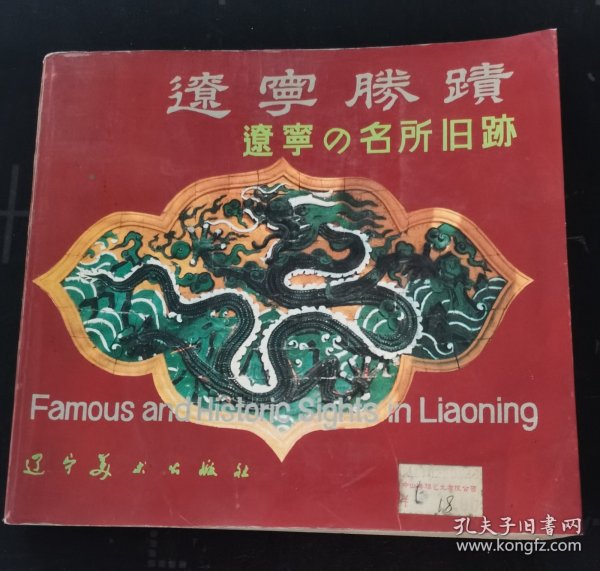 遼寧勝蹟
遼寧の名所旧跡
Famous and Historic Sights in Liaoning
辽宁美术出版社
18
孔夫子旧书网
www.kongfz.com